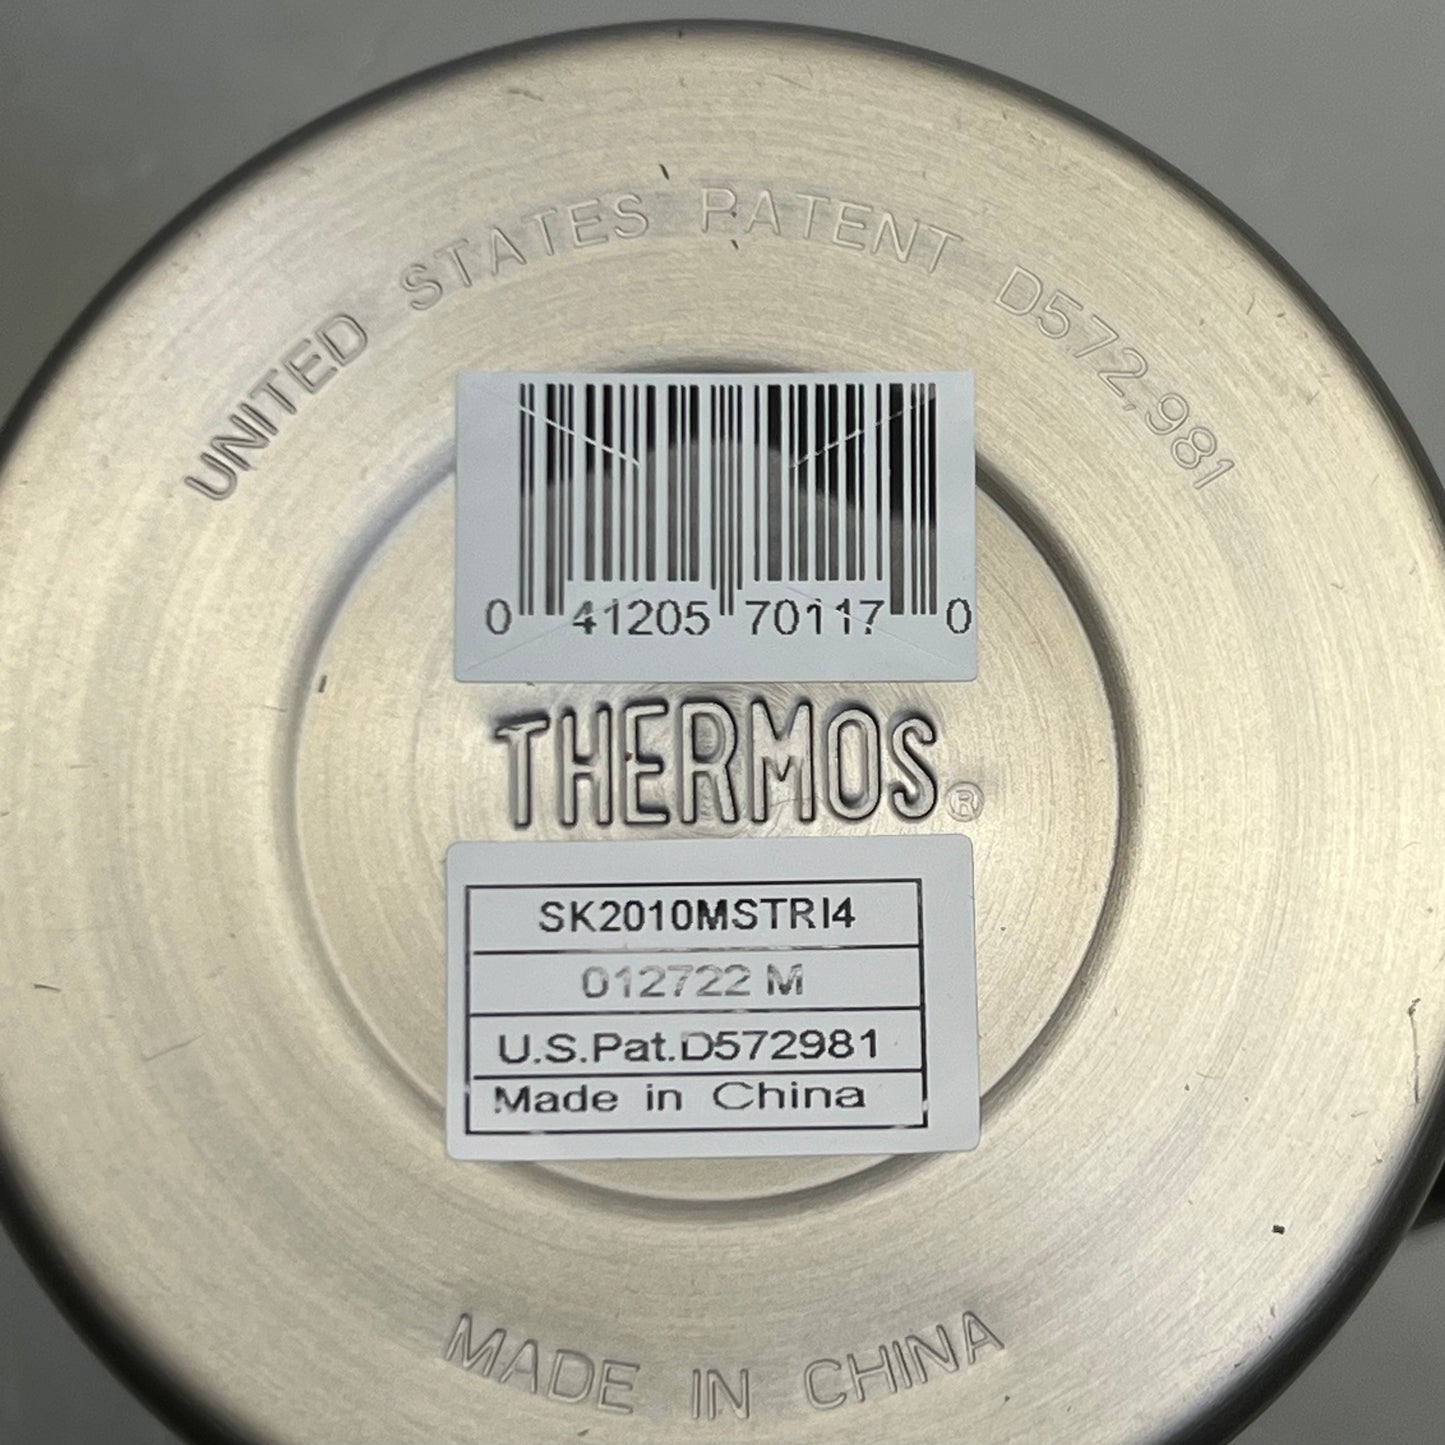 UNITED STATES PATENT D572,981
0 41205 70117 0
THERMOS®
SK2010MSTRI4
012722 M
U.S.Pat.D572981
Made in China
MADE IN CHINA